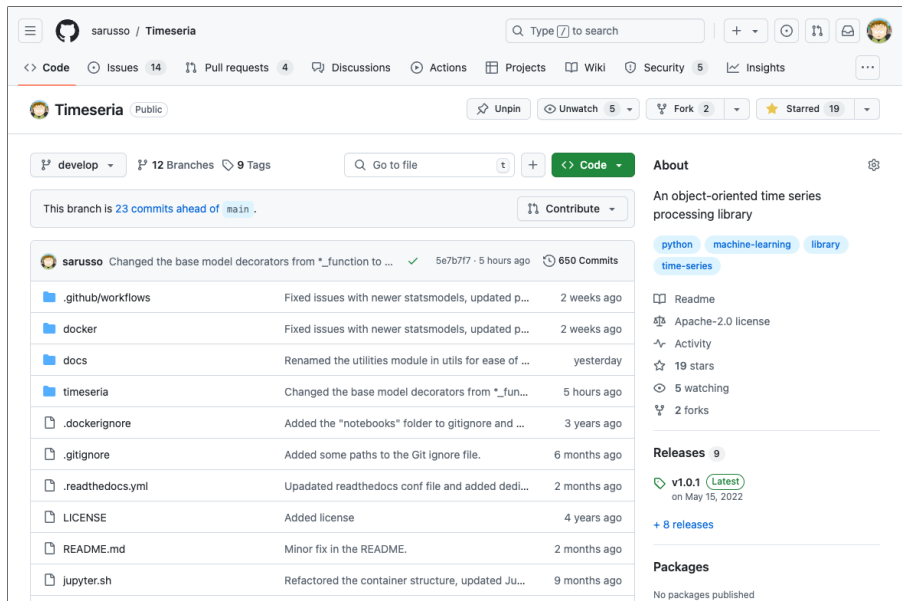 sarusso / Timeseria
Type / to search
Code Issues 14 Pull requests 4 Discussions Actions Projects Wiki Security 5 Insights
Timeseria Public Unpin Unwatch 5 Fork 2 Starred 19
develop 12 Branches 9 Tags Go to file t + Code
This branch is 23 commits ahead of main . Contribute
sarusso Changed the base model decorators from *_function to ... 5e7b7f7 · 5 hours ago 650 Commits
.github/workflows Fixed issues with newer statsmodels, updated p... 2 weeks ago
docker Fixed issues with newer statsmodels, updated p... 2 weeks ago
docs Renamed the utilities module in utils for ease of ... yesterday
timeseria Changed the base model decorators from *_fun... 5 hours ago
.dockerignore Added the "notebooks" folder to gitignore and ... 3 years ago
.gitignore Added some paths to the Git ignore file. 6 months ago
.readthedocs.yml Upadated readthedocs conf file and added dedi... 2 months ago
LICENSE Added license 4 years ago
README.md Minor fix in the README. 2 months ago
jupyter.sh Refactored the container structure, updated Ju... 9 months ago
About
An object-oriented time series
processing library
python machine-learning library
time-series
Readme
Apache-2.0 license
Activity
19 stars
5 watching
2 forks
Releases 9
v1.0.1 Latest
on May 15, 2022
+ 8 releases
Packages
No packages published